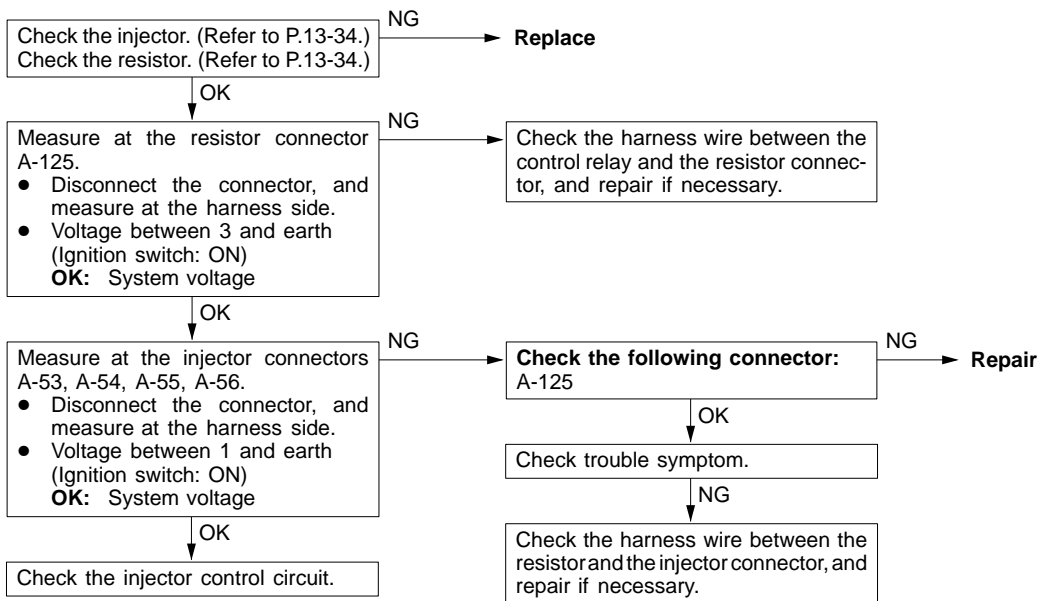 Check the injector. (Refer to P.13-34.)
Check the resistor. (Refer to P.13-34.)
NG
Replace
OK
Measure at the resistor connector
A-125.
● Disconnect the connector, and
measure at the harness side.
● Voltage between 3 and earth
(Ignition switch: ON)
OK: System voltage
NG
Check the harness wire between the
control relay and the resistor connec-
tor, and repair if necessary.
OK
Measure at the injector connectors
A-53, A-54, A-55, A-56.
● Disconnect the connector, and
measure at the harness side.
● Voltage between 1 and earth
(Ignition switch: ON)
OK: System voltage
NG
Check the following connector:
A-125
NG
Repair
OK
Check trouble symptom.
NG
Check the harness wire between the
resistor and the injector connector, and
repair if necessary.
OK
Check the injector control circuit.